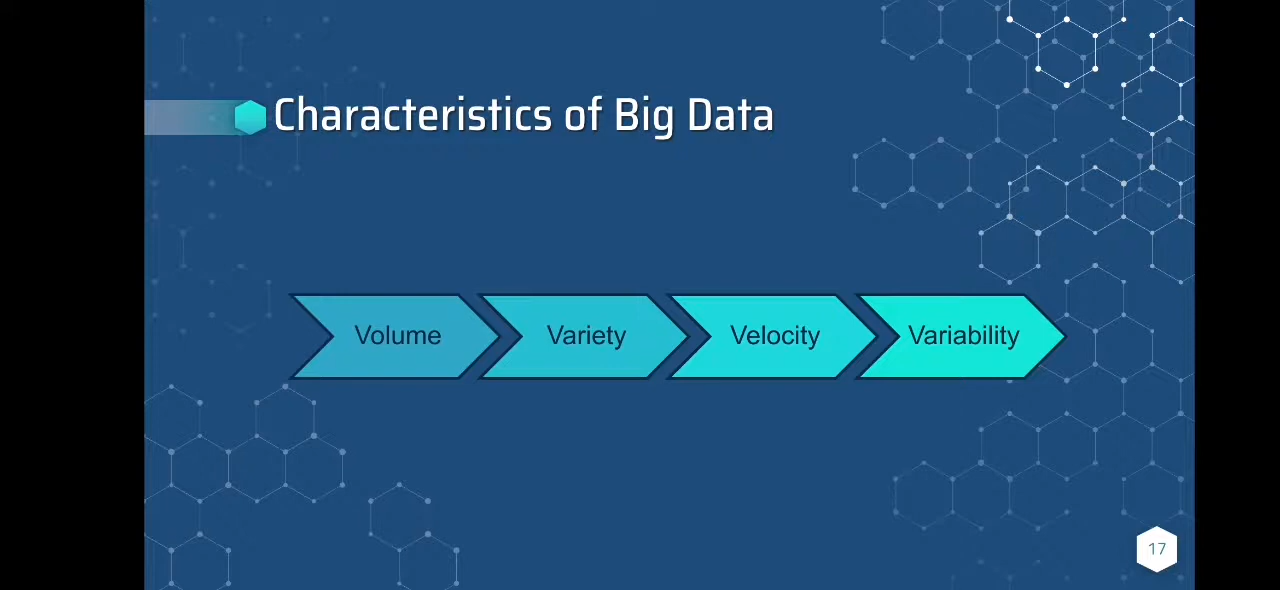 Characteristics of Big Data
Volume
Variety
Velocity
Variability
17